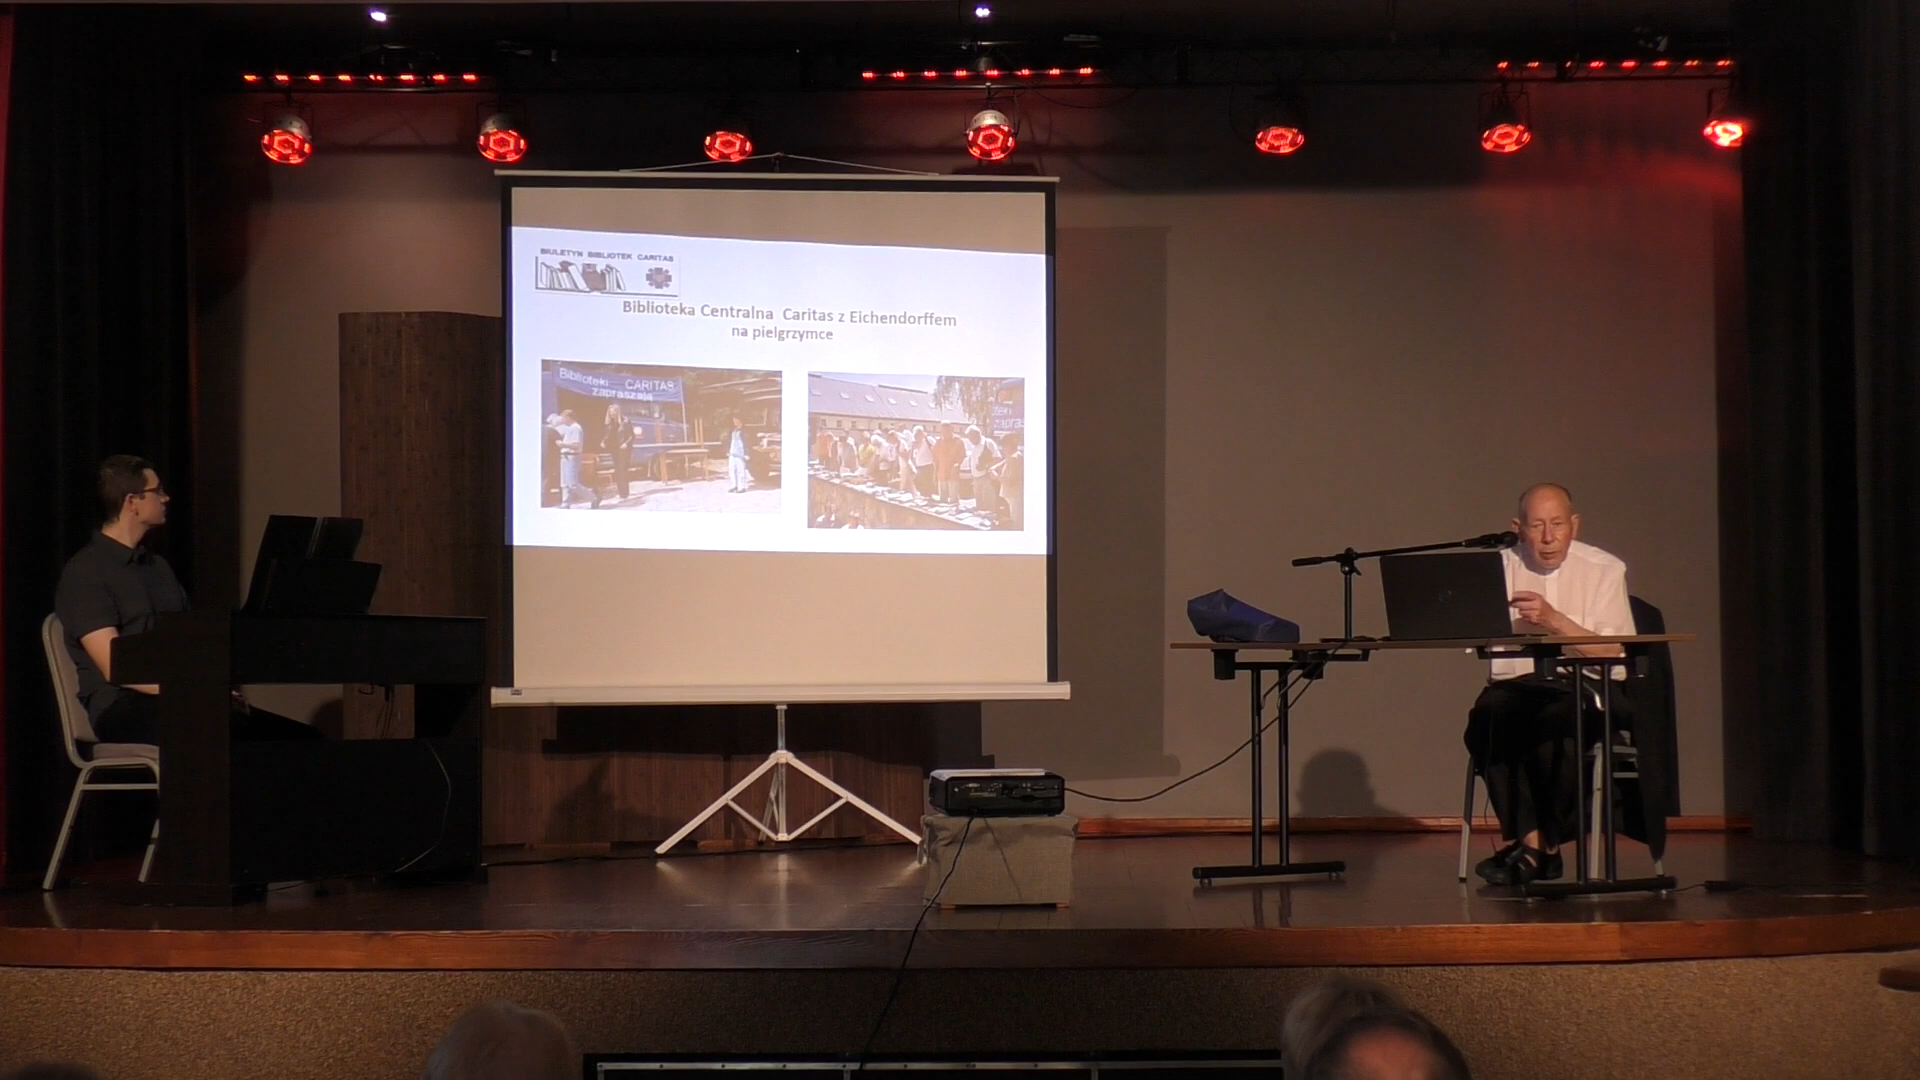 BIULETYN BIBLIOTEK CARITAS
Biblioteka Centralna Caritas z Eichendorffem
na pielgrzymce
Biblioteki CARITAS
zapraszają